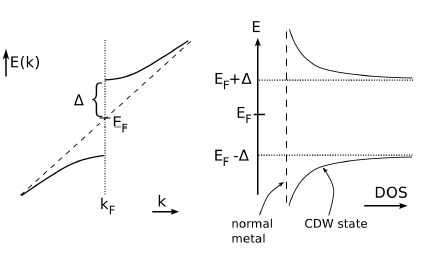 E(k)
Δ
E_F
k_F
k
E
E_F+Δ
E_F
E_F -Δ
DOS
normal
metal
CDW state